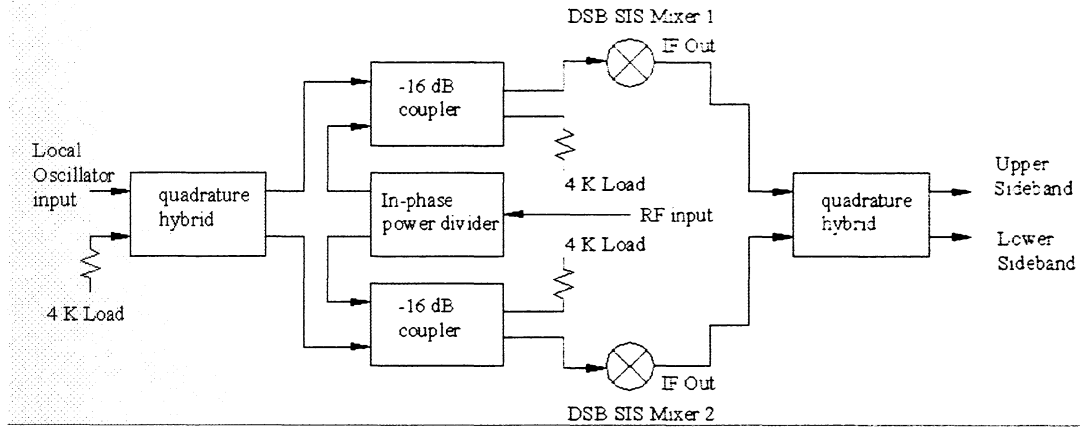 DSB SIS Mixer 1
IF Out
-16 dB
coupler
Local
Oscillator
input
quadrature
hybrid
4 K Load
In-phase
power divider
RF input
4 K Load
4 K Load
-16 dB
coupler
quadrature
hybrid
Upper
Sideband
Lower
Sideband
IF Out
DSB SIS Mixer 2